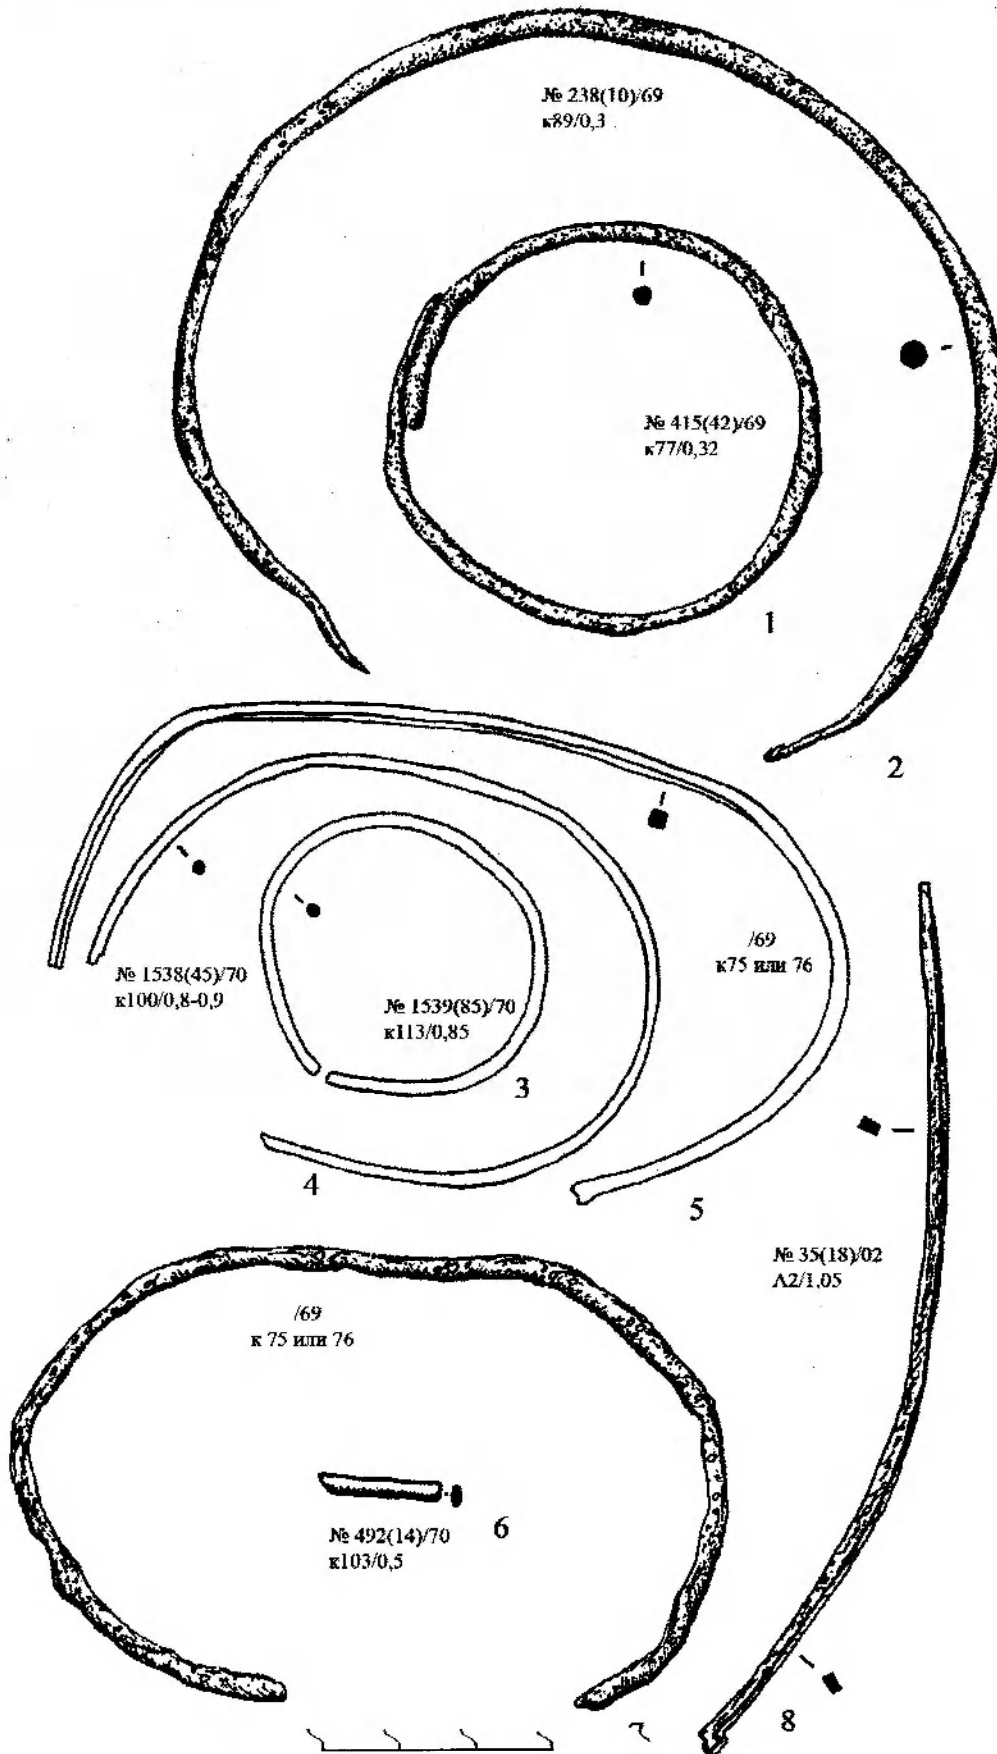 № 238(10)/69
к89/0,3
№ 415(42)/69
к77/0,32
1
2
№ 1538(45)/70
к100/0,8-0,9
№ 1539(85)/70
к113/0,85
/69
к75 или 76
3
4
5
№ 35(18)/02
Λ2/1,05
/69
к 75 или 76
№ 492(14)/70
к103/0,5
6
7
8